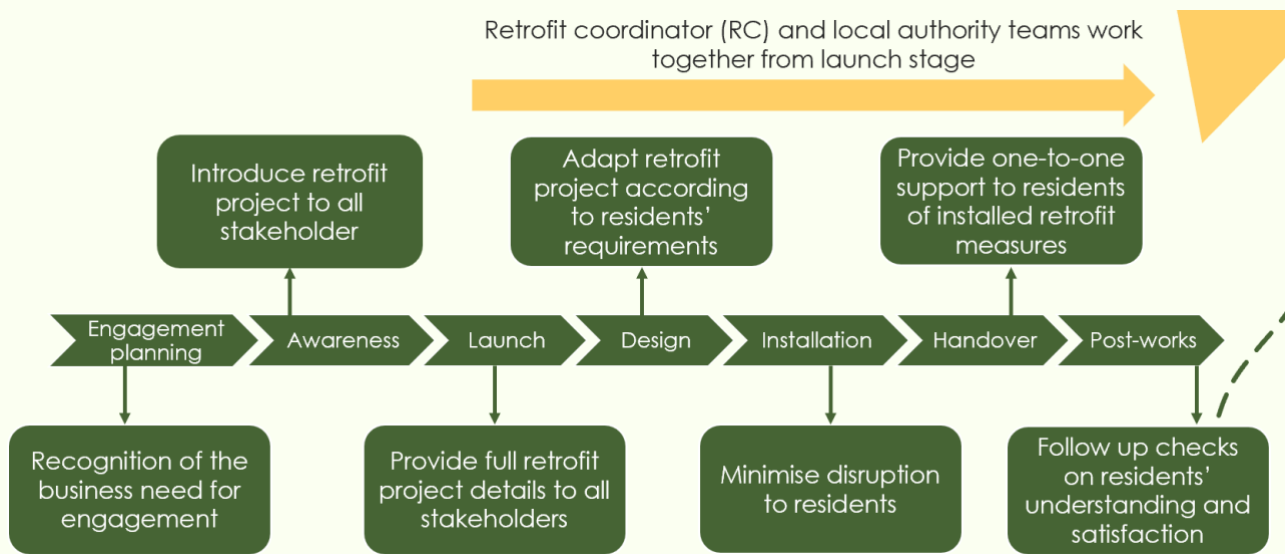 Retrofit coordinator (RC) and local authority teams work
together from launch stage
Introduce retrofit
project to all
stakeholder
Adapt retrofit
project according
to residents’
requirements
Provide one-to-one
support to residents
of installed retrofit
measures
Engagement
planning
Awareness
Launch
Design
Installation
Handover
Post-works
Recognition of the
business need for
engagement
Provide full retrofit
project details to all
stakeholders
Minimise disruption
to residents
Follow up checks
on residents’
understanding and
satisfaction